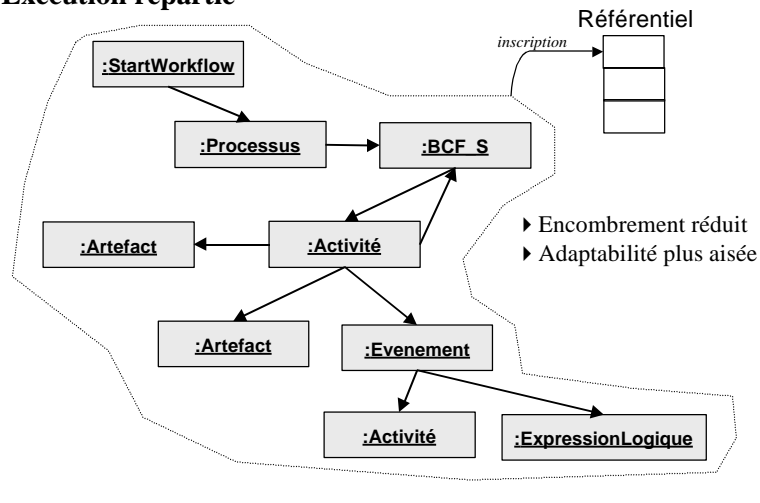 Exécution répartie
Référentiel
inscription
:StartWorkflow
:Processus
:BCF_S
Encombrement réduit
Adaptabilité plus aisée
:Artefact
:Activité
:Artefact
:Evenement
:Activité
:ExpressionLogique